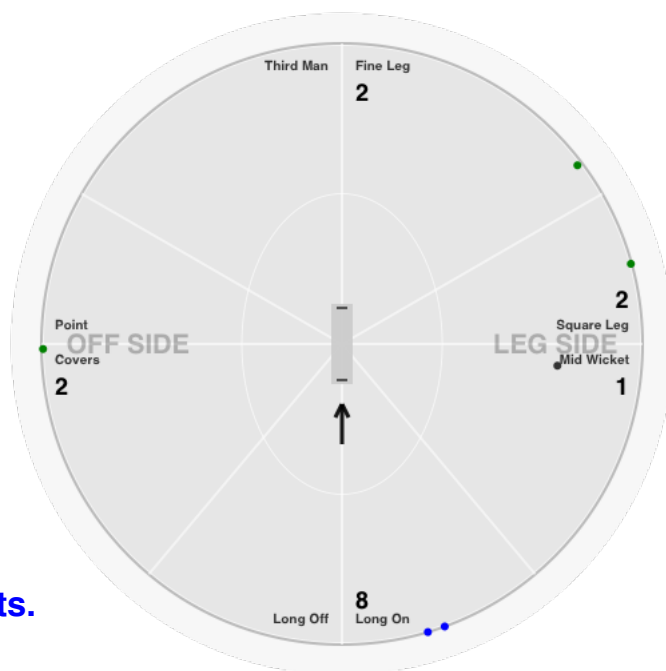 Third Man
Fine Leg
2
2
Point
Square Leg
OFF SIDE
LEG SIDE
Covers
Mid Wicket
2
1
ts.
8
Long Off
Long On